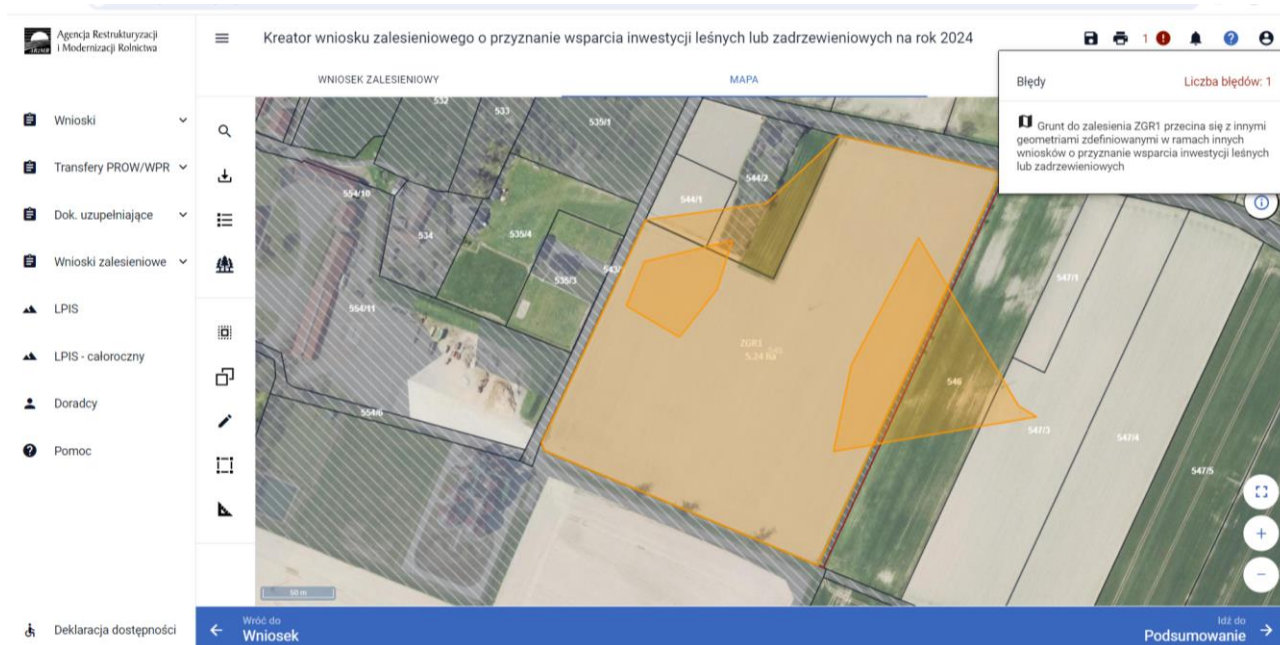 Agencja Restrukturyzacji
i Modernizacji Rolnictwa
ARiMR
Kreator wniosku zalesieniowego o przyznanie wsparcia inwestycji leśnych lub zadrzewieniowych na rok 2024
1
WNIOSEK ZALESIENIOWY
MAPA
Błędy
Liczba błędów: 1
Grunt do zalesienia ZGR1 przecina się z innymi
geometriami zdefiniowanymi w ramach innych
wniosków o przyznanie wsparcia inwestycji leśnych
lub zadrzewieniowych
Wnioski
Transfery PROW/WPR
Dok. uzupełniające
Wnioski zalesieniowe
LPIS
LPIS - całoroczny
Doradcy
Pomoc
532
533
535/1
544/2
554/10
544/1
534
535/4
535/3
547/1
554/11
ZGR1
5.24 ha
546
554/6
547/3
547/4
547/5
50 m
Deklaracja dostępności
Wróć do
Wniosek
Idź do
Podsumowanie